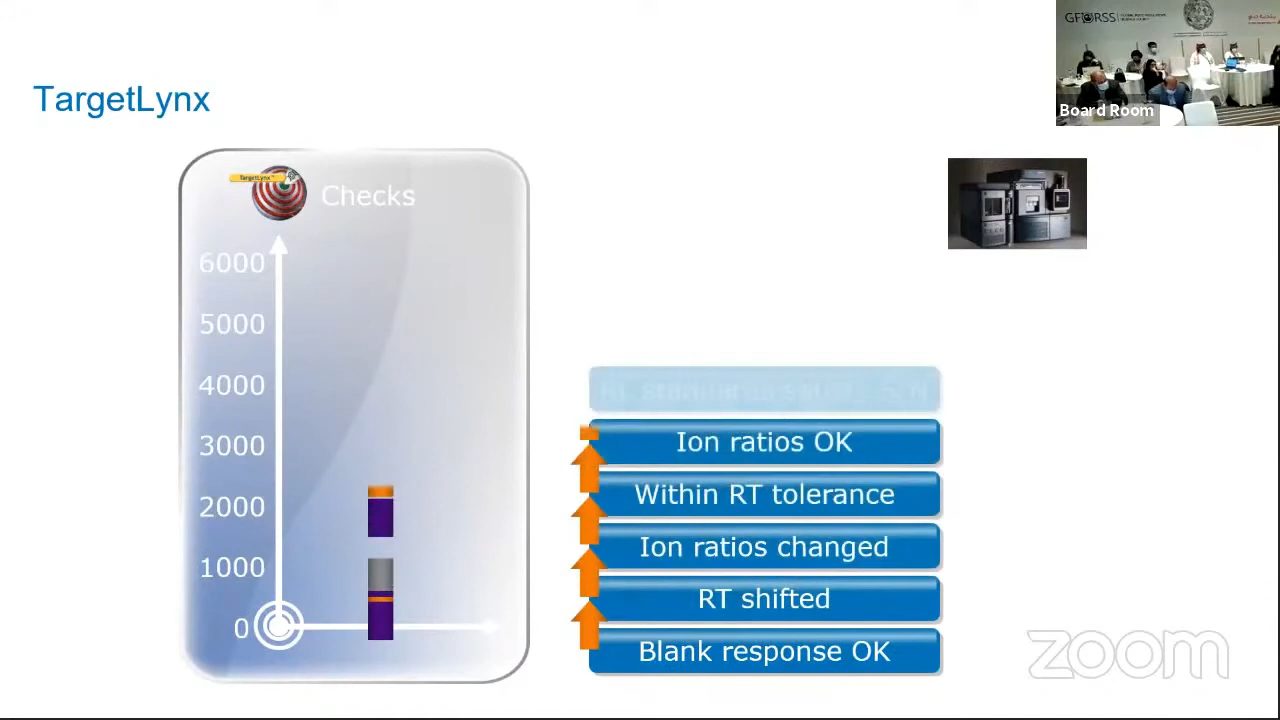 GFORSS
Board Room
TargetLynx
TargetLynx
Checks
6000
5000
4000
3000
2000
1000
0
Ion ratios OK
Within RT tolerance
Ion ratios changed
RT shifted
Blank response OK
zoom